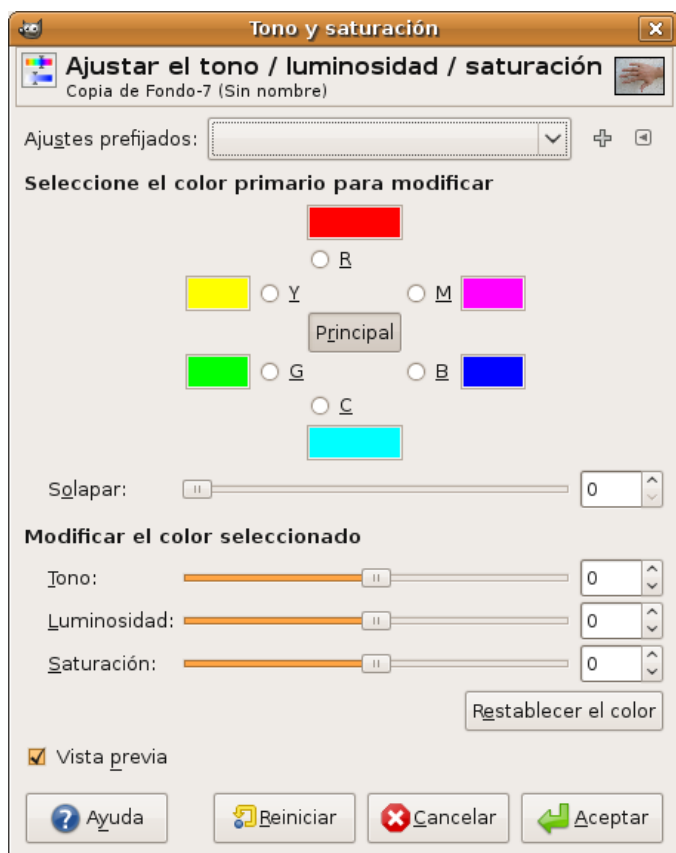 Tono y saturación
Ajustar el tono / luminosidad / saturación
Copia de Fondo-7 (Sin nombre)
Ajustes prefijados:
Seleccione el color primario para modificar
R
Y M
Principal
G B
C
Solapar: 0
Modificar el color seleccionado
Tono: 0
Luminosidad: 0
Saturación: 0
Restablecer el color
Vista previa
Ayuda Reiniciar Cancelar Aceptar